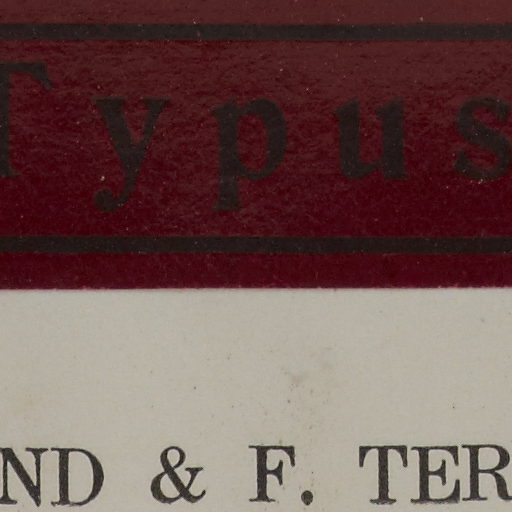 Typus
ND & F. TER